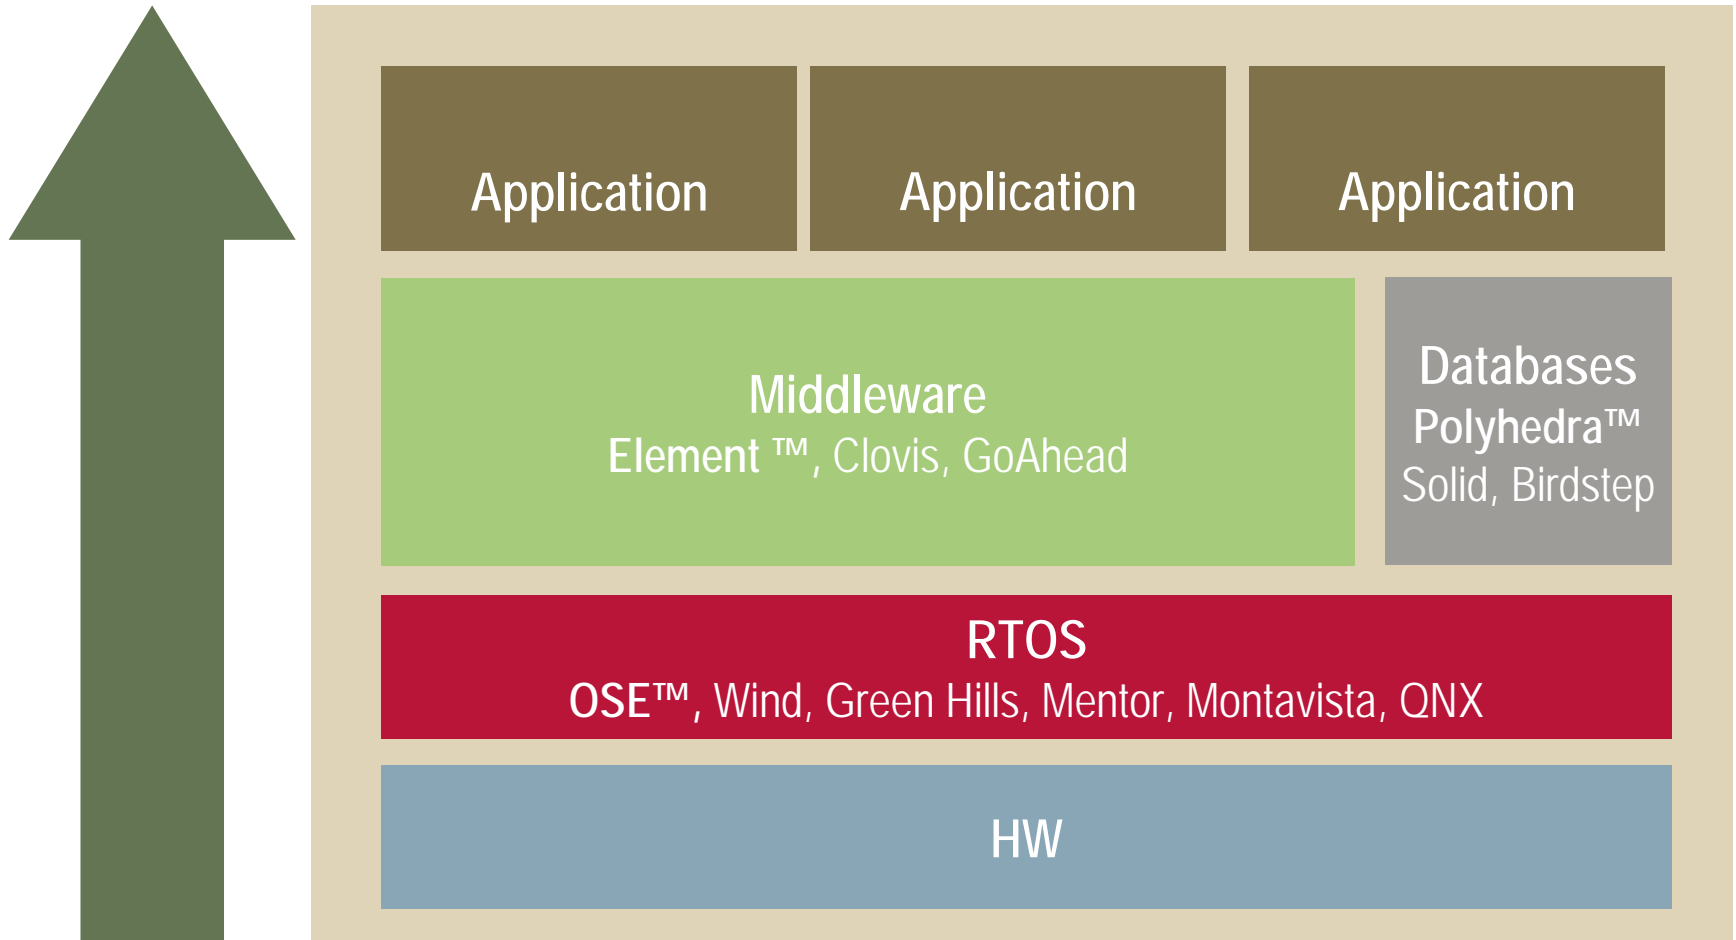 Application
Application
Application
Middleware
Element ™, Clovis, GoAhead
Databases
Polyhedra™
Solid, Birdstep
RTOS
OSE™, Wind, Green Hills, Mentor, Montavista, QNX
HW